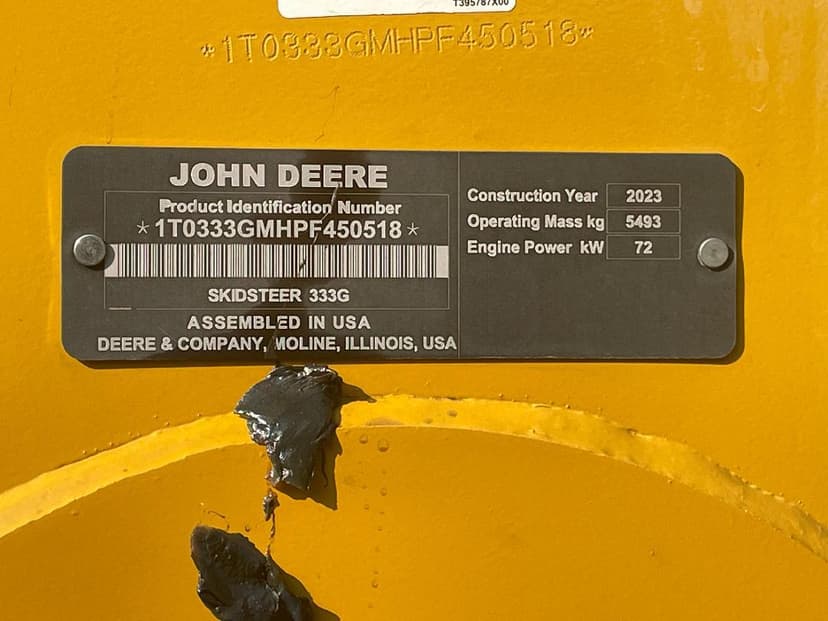 T395787X00
*1T0333GMHPF450518*
JOHN DEERE
Product Identification Number
*1T0333GMHPF450518*
SKIDSTEER 333G
ASSEMBLED IN USA
DEERE & COMPANY, MOLINE, ILLINOIS, USA
Construction Year 2023
Operating Mass kg 5493
Engine Power kW 72